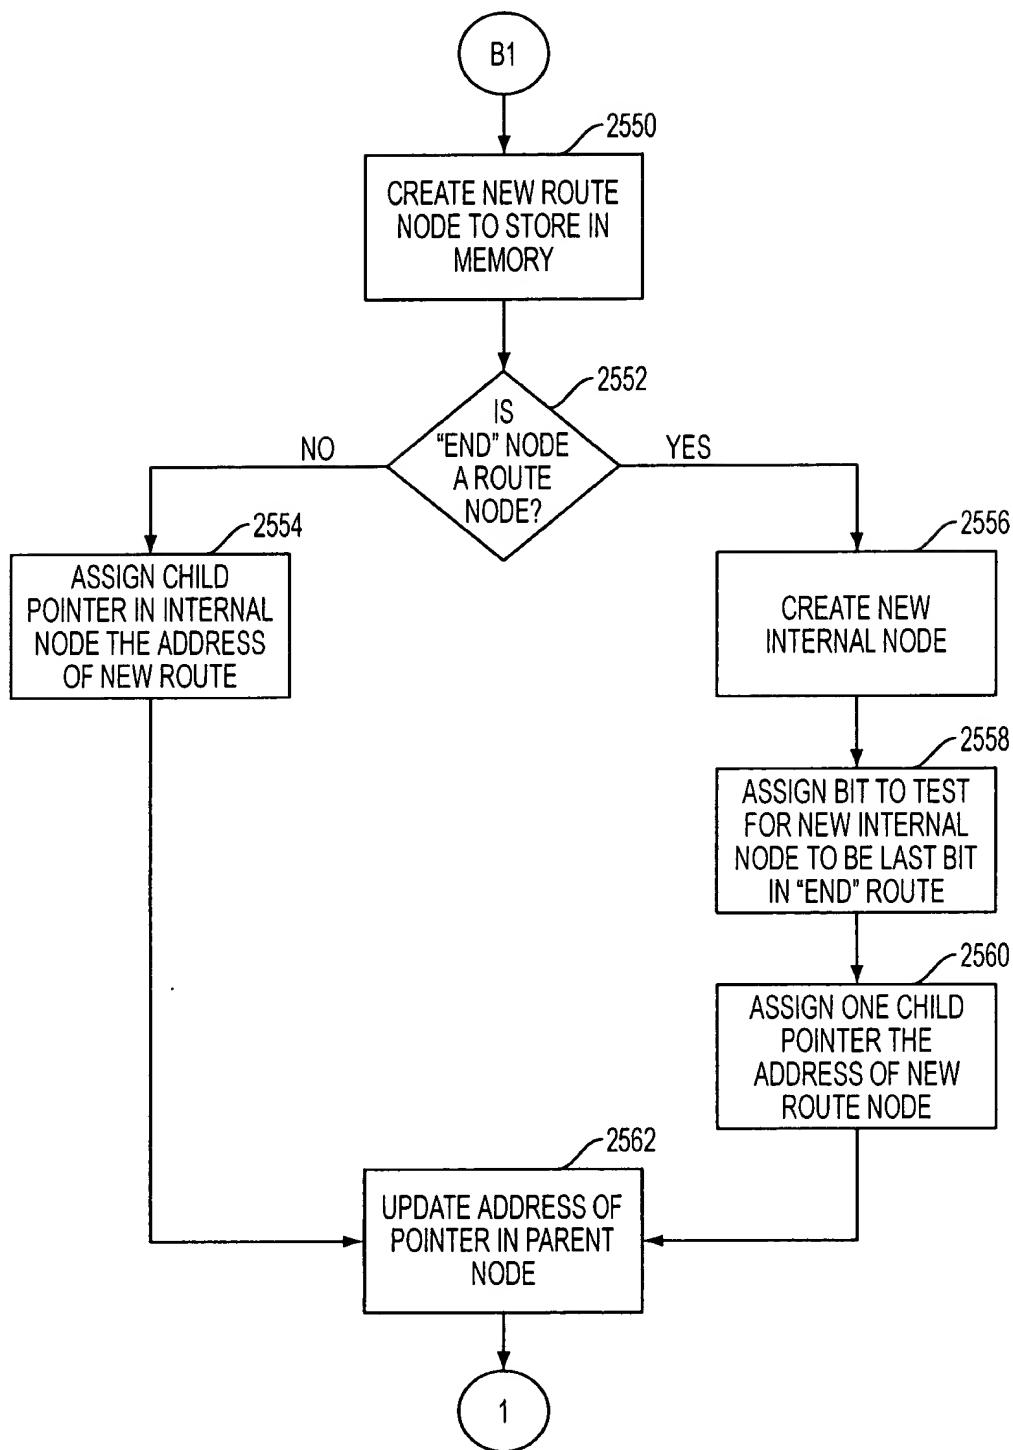 B1
2550
CREATE NEW ROUTE
NODE TO STORE IN
MEMORY
2552
IS
“END” NODE
A ROUTE
NODE?
NO
YES
2554
ASSIGN CHILD
POINTER IN INTERNAL
NODE THE ADDRESS
OF NEW ROUTE
2556
CREATE NEW
INTERNAL NODE
2558
ASSIGN BIT TO TEST
FOR NEW INTERNAL
NODE TO BE LAST BIT
IN “END” ROUTE
2560
ASSIGN ONE CHILD
POINTER THE
ADDRESS OF NEW
ROUTE NODE
2562
UPDATE ADDRESS OF
POINTER IN PARENT
NODE
1